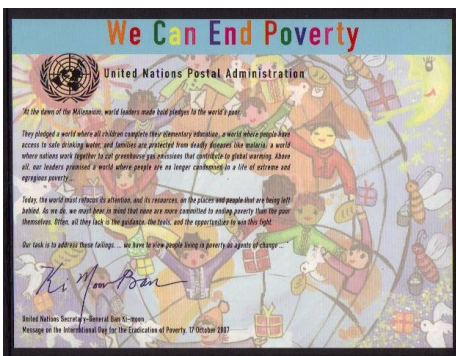 We Can End Poverty
United Nations Postal Administration
"At the dawn of the Millennium, world leaders made bold pledges to the world's poor.
They pledged a world where all children complete their elementary education, a world where people have
access to safe drinking water, and families are protected from deadly diseases like malaria; a world
where nations work together to cut greenhouse gas emissions that contribute to global warming. Above
all, our leaders promised a world where people are no longer condemned to a life of extreme and
egregious poverty...
Today, the world must refocus its attention, and its resources, on the places and people that are being left
behind. As we do, we must bear in mind that none are more committed to ending poverty than the poor
themselves. Often, all they lack is the guidance, the tools, and the opportunities to win this fight.
Our task is to address those failings. ... we have to view people living in poverty as agents of change ...
Ki Moon Ban
United Nations Secretary-General Ban Ki-moon
Message on the International Day for the Eradication of Poverty, 17 October 2007